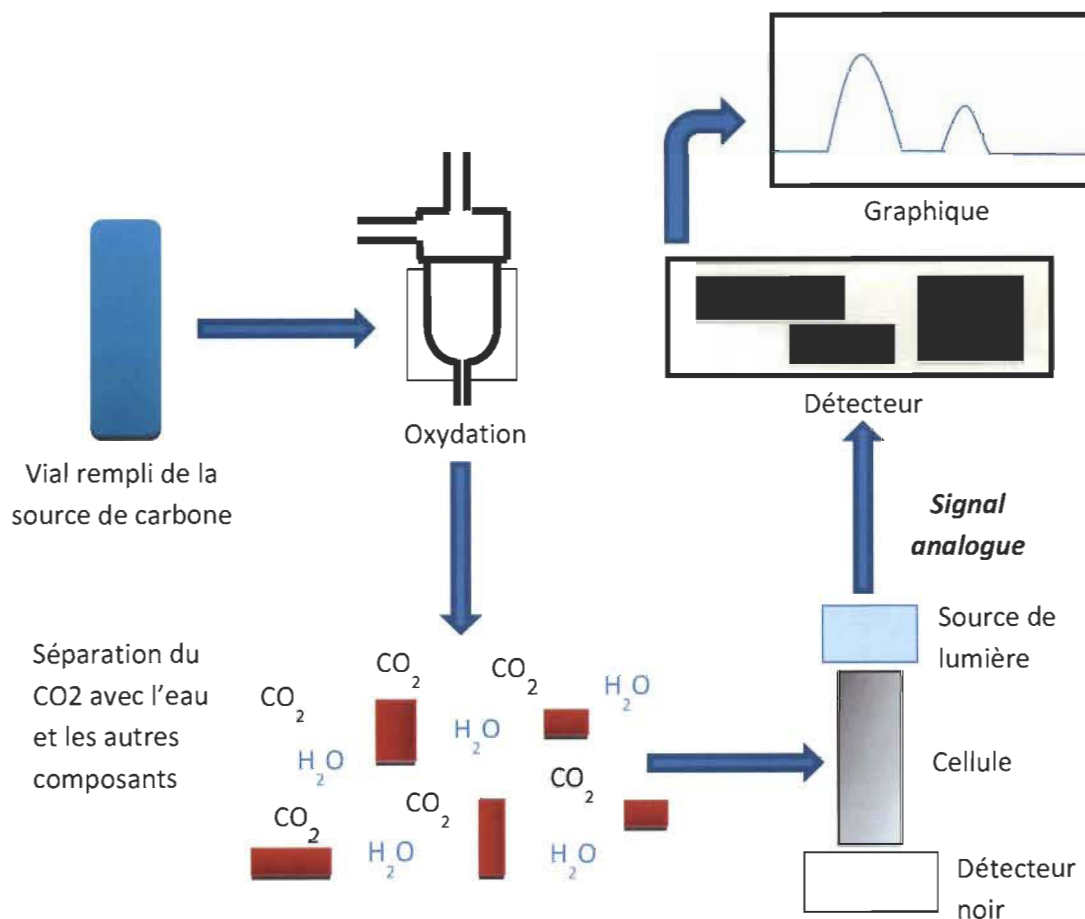 Graphique
Détecteur
Oxydation
Vial rempli de la
source de carbone
Signal
analogue
Source de
lumière
Séparation du
CO2 avec l'eau
et les autres
composants
CO2
CO2
CO2
H2O
H2O
H2O
CO2
CO2
CO2
H2O
H2O
Cellule
Détecteur
noir